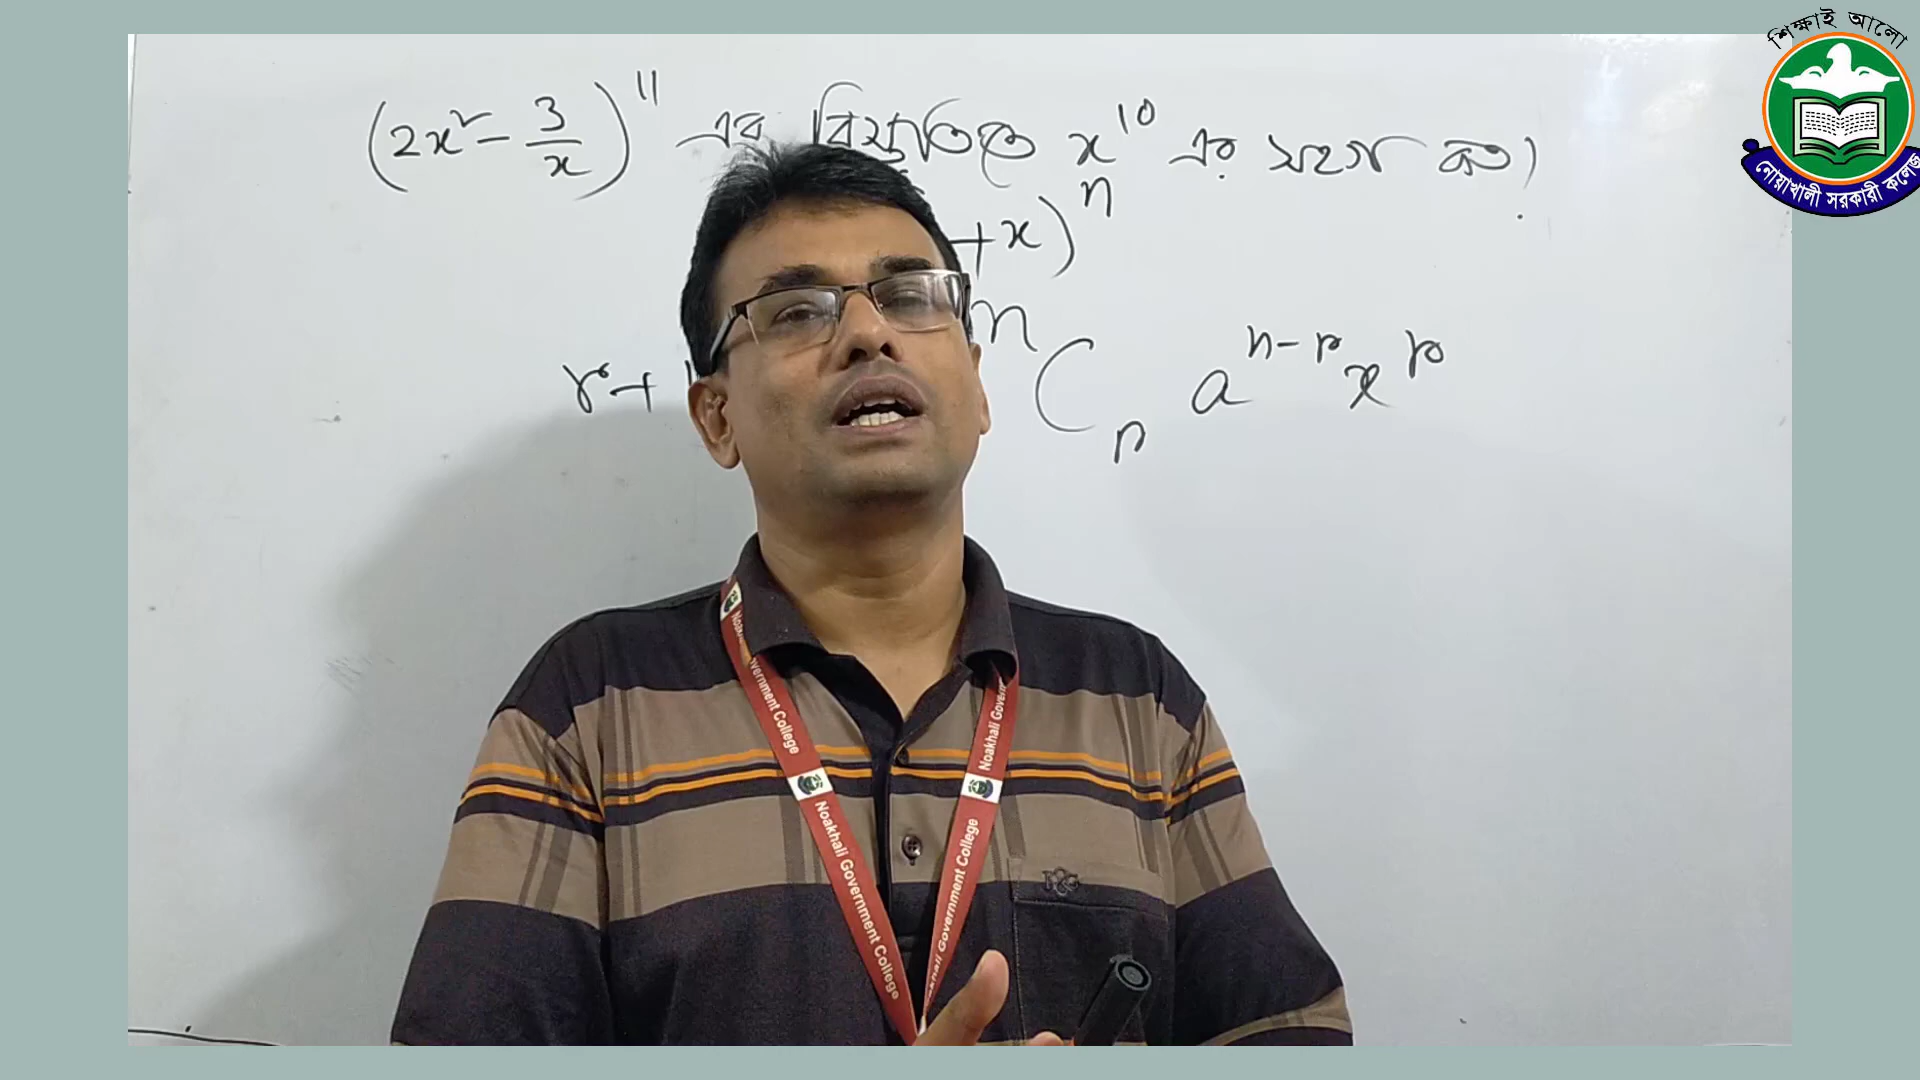 শিক্ষাই আলো
নোয়াখালী সরকারী কলেজ
(2x² - 3/x)¹¹ এর বিস্তৃতিতে x¹⁰ এর সহগ কত?
+x)ⁿ
r+1 ⁿCᵣ aⁿ⁻ʳ xʳ
Noakhali Government College
Noakhali Government College